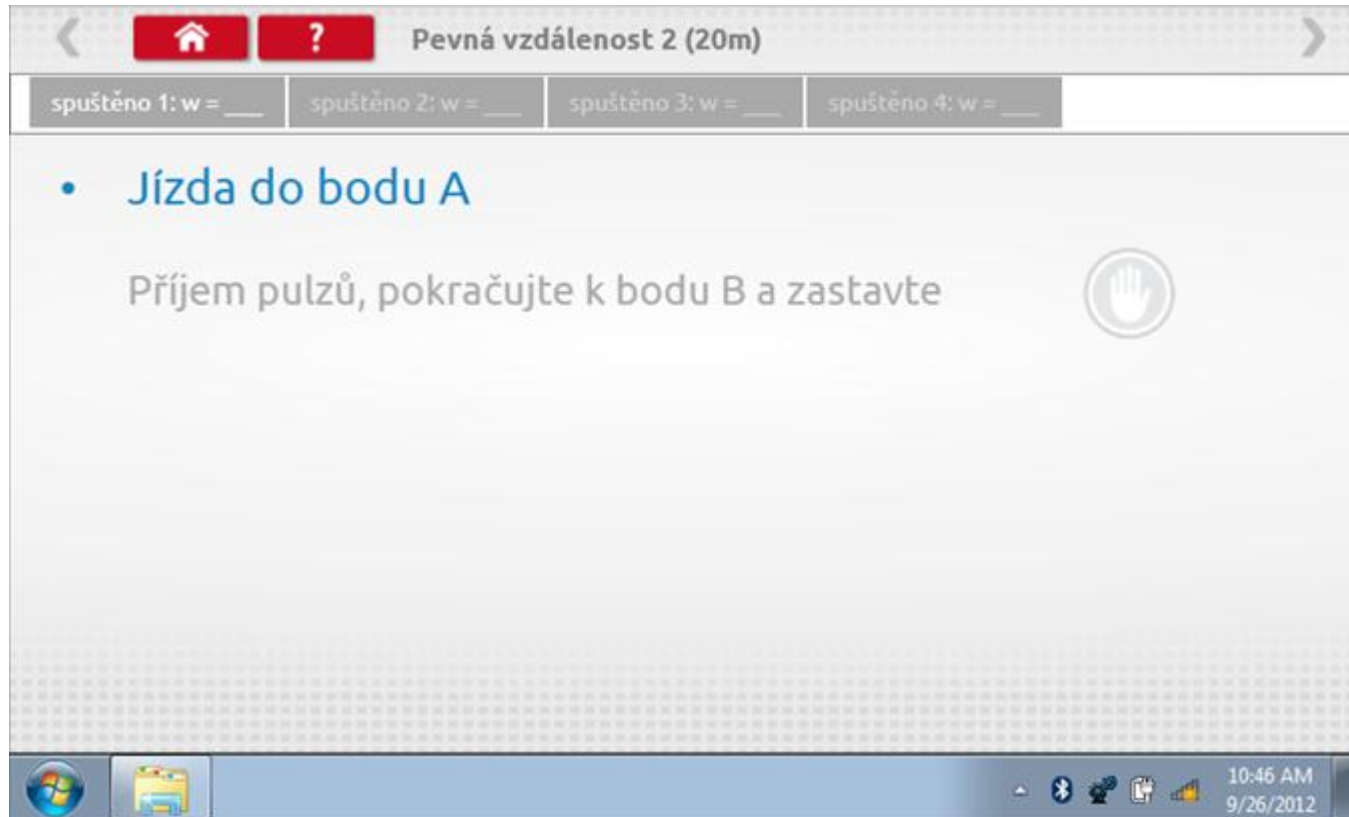 ? Pevná vzdálenost 2 (20m)
spuštěno 1: w = ___ spuštěno 2: w = ___ spuštěno 3: w = ___ spuštěno 4: w = ___
• Jízda do bodu A
Příjem pulzů, pokračujte k bodu B a zastavte
10:46 AM
9/26/2012